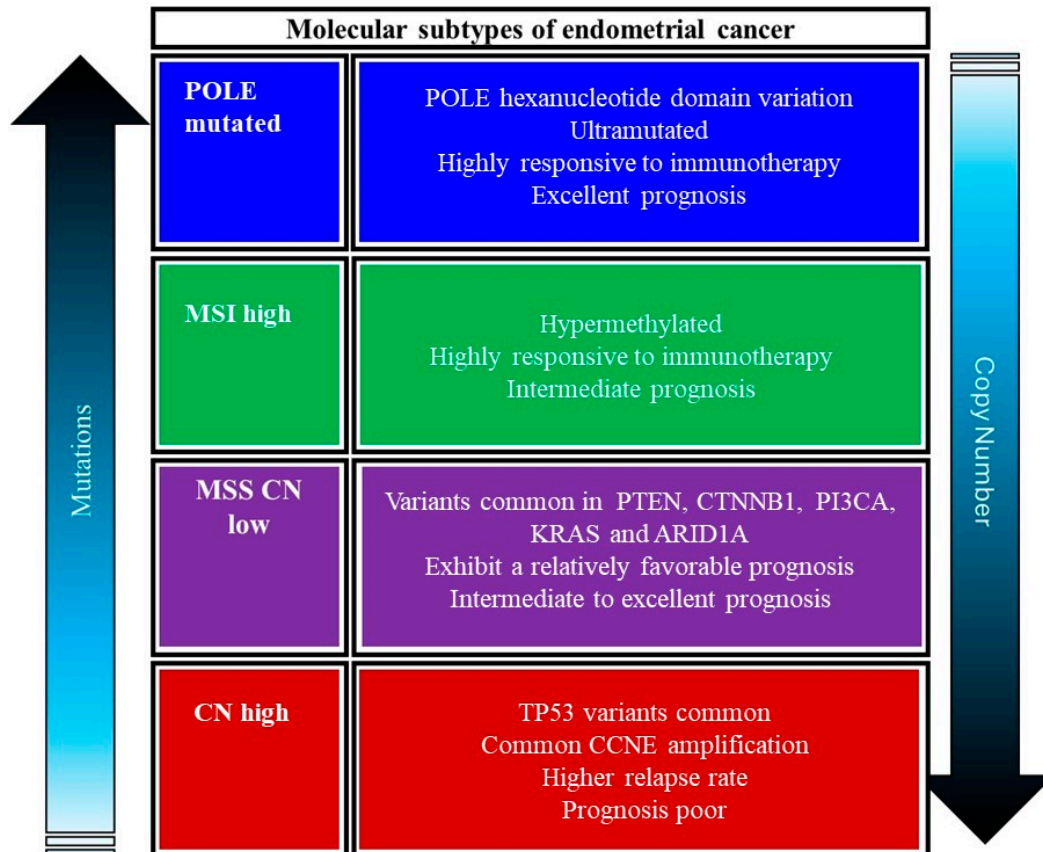 Molecular subtypes of endometrial cancer
POLE
mutated
POLE hexanucleotide domain variation
Ultramutated
Highly responsive to immunotherapy
Excellent prognosis
MSI high
Hypermethylated
Highly responsive to immunotherapy
Intermediate prognosis
MSS CN
low
Variants common in PTEN, CTNNB1, PI3CA,
KRAS and ARID1A
Exhibit a relatively favorable prognosis
Intermediate to excellent prognosis
CN high
TP53 variants common
Common CCNE amplification
Higher relapse rate
Prognosis poor
Mutations
Copy Number